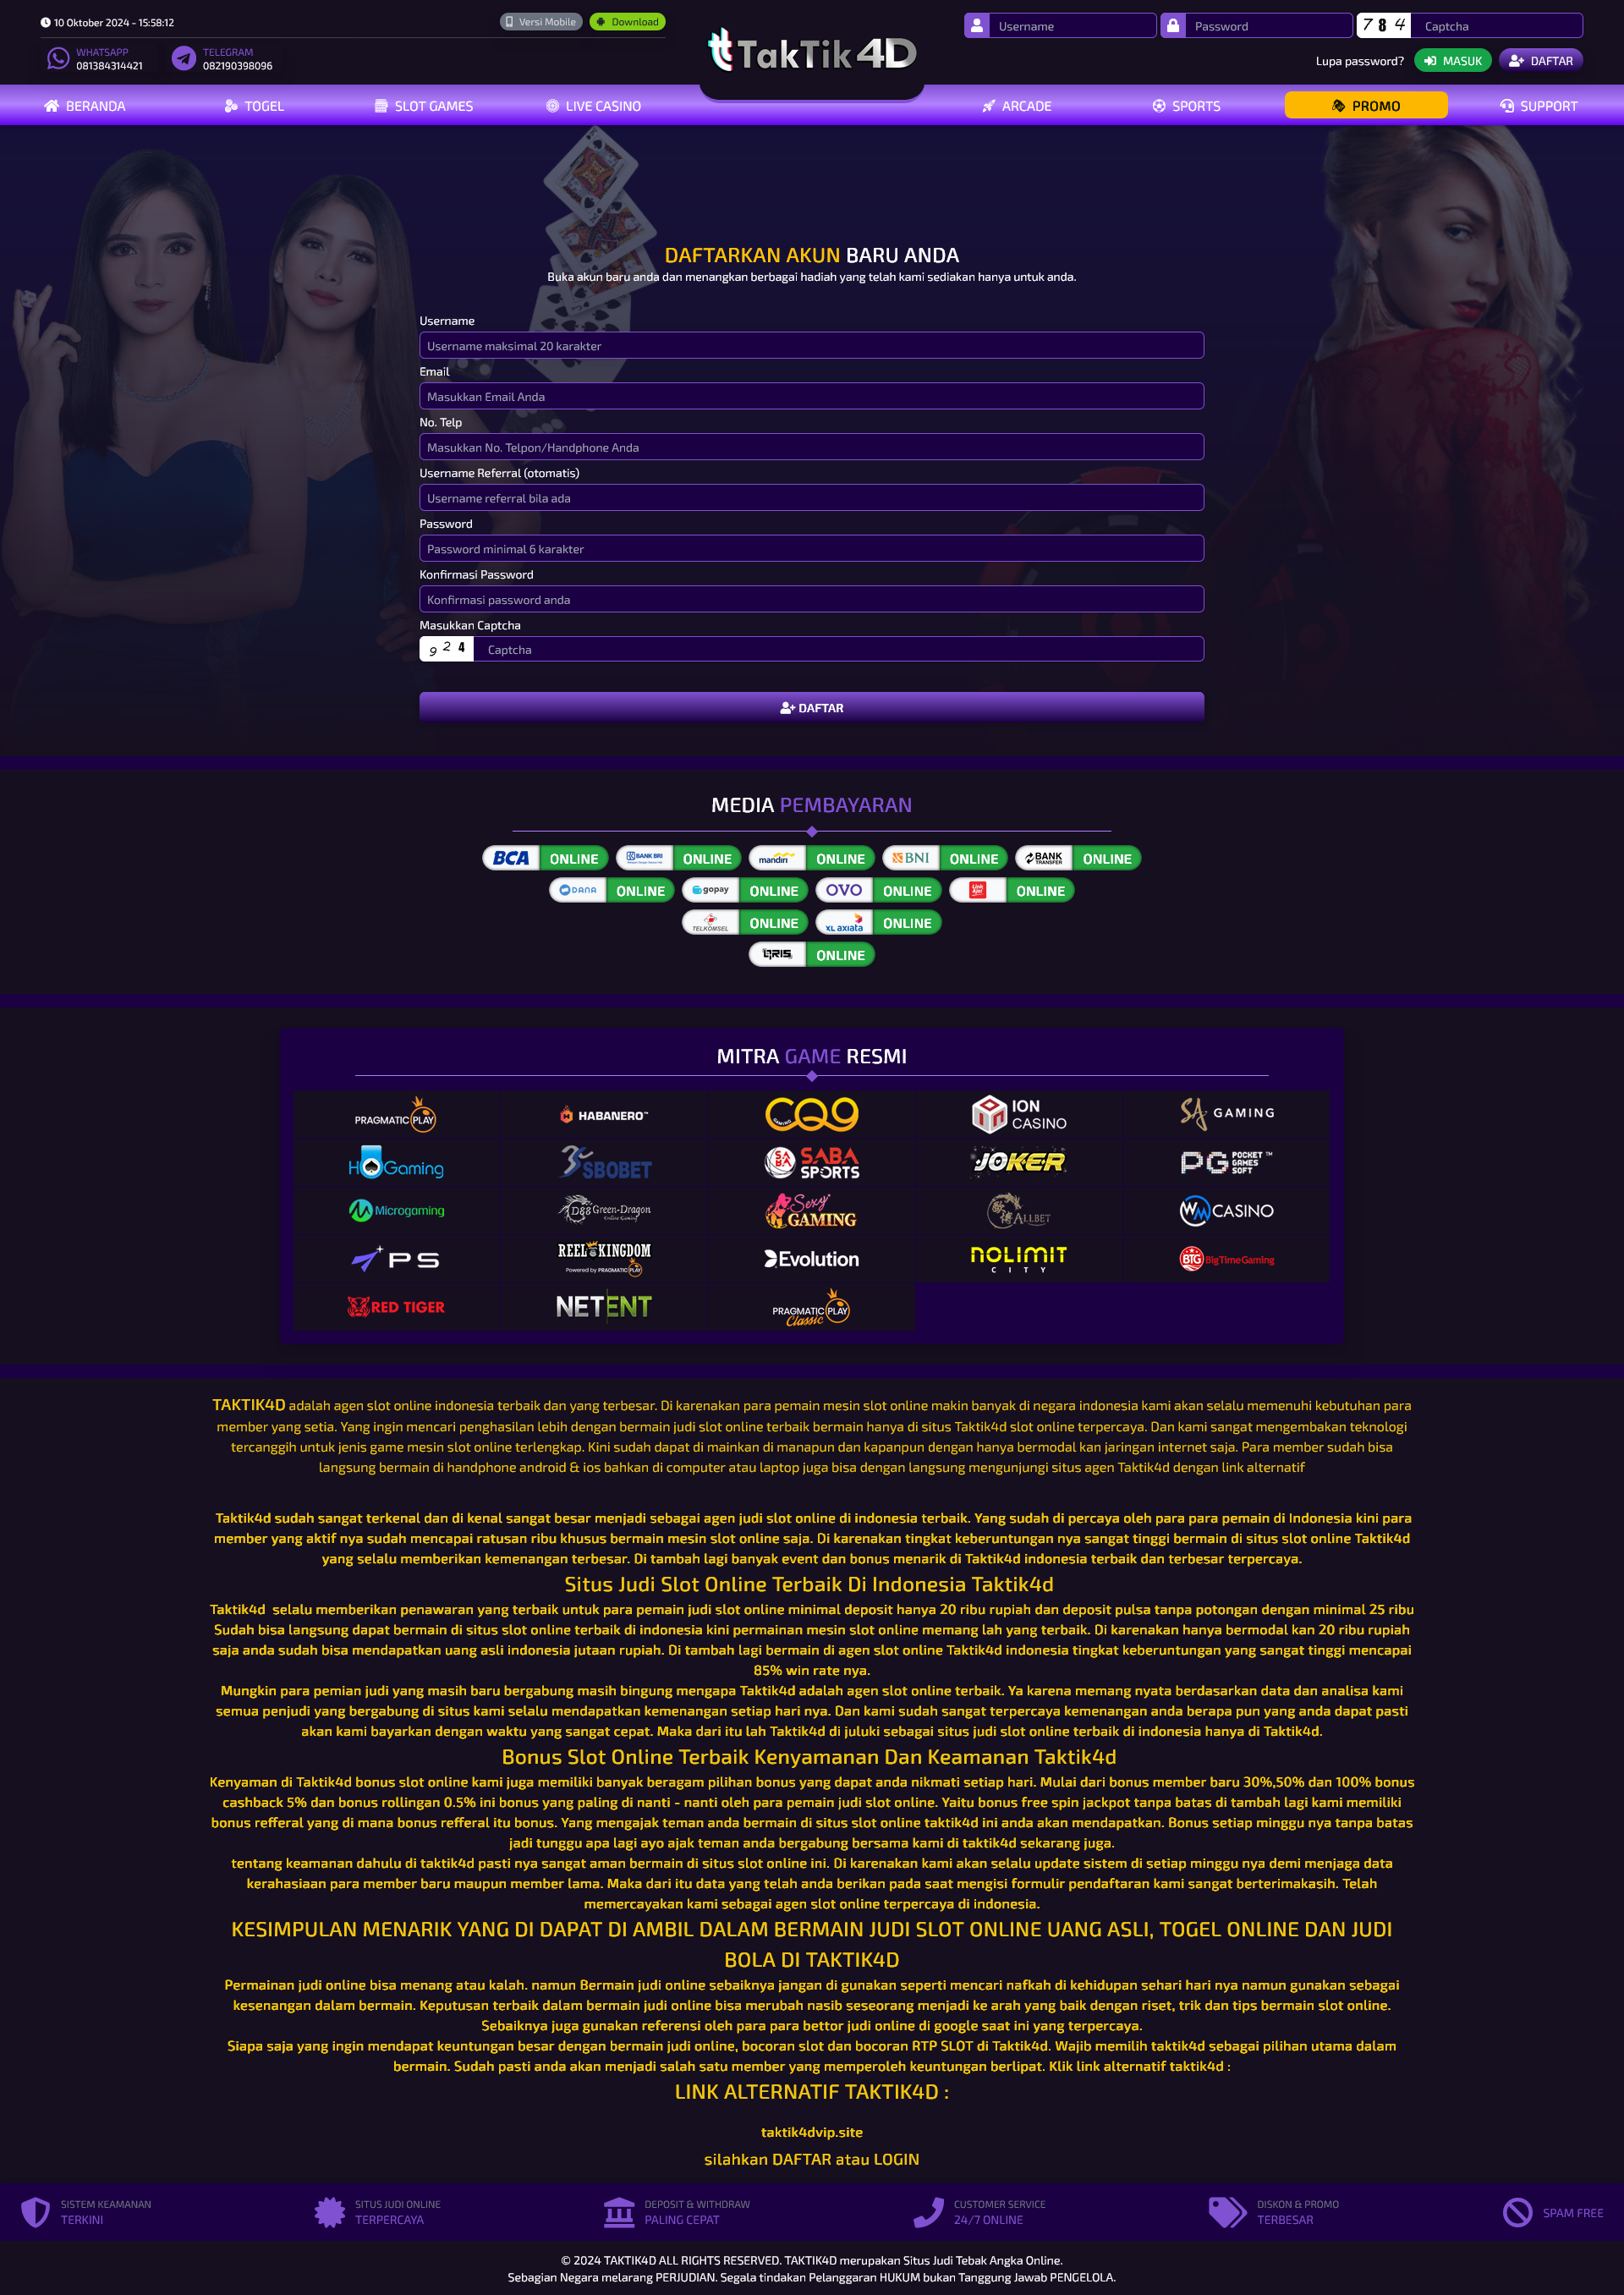 10 Oktober 2024 - 15:58:12
Versi Mobile
Download
WHATSAPP
081384314421
TELEGRAM
082190398096
TakTik4D
Username
Password
7 8 4
Captcha
Lupa password?
MASUK
DAFTAR
BERANDA
TOGEL
SLOT GAMES
LIVE CASINO
ARCADE
SPORTS
PROMO
SUPPORT
DAFTARKAN AKUN BARU ANDA
Buka akun baru anda dan menangkan berbagai hadiah yang telah kami sediakan hanya untuk anda.
Username
Username maksimal 20 karakter
Email
Masukkan Email Anda
No. Telp
Masukkan No. Telpon/Handphone Anda
Username Referral (otomatis)
Username referral bila ada
Password
Password minimal 6 karakter
Konfirmasi Password
Konfirmasi password anda
Masukkan Captcha
9 2 4
Captcha
DAFTAR
MEDIA PEMBAYARAN
BCA ONLINE
BANK BRI ONLINE
mandiri ONLINE
BNI ONLINE
BANK TRANSFER ONLINE
DANA ONLINE
gopay ONLINE
OVO ONLINE
LinkAja! ONLINE
TELKOMSEL ONLINE
XL axiata ONLINE
QRIS ONLINE
MITRA GAME RESMI
PRAGMATIC PLAY
HABANERO™
CQ9 GAMING
ION CASINO
SA GAMING
HOGaming
SBOBET
SABA SABA SPORTS
JOKER
PG POCKET GAMES SOFT ™
Microgaming
D88 Green-Dragon Online Gaming
Sexy GAMING
ALLBET
WM CASINO
PS
REEL KINGDOM Powered by PRAGMATIC PLAY
Evolution
NOLIMIT CITY
BTG BigTimeGaming
RED TIGER
NETENT
PRAGMATIC PLAY Classic
TAKTIK4D adalah agen slot online indonesia terbaik dan yang terbesar. Di karenakan para pemain mesin slot online makin banyak di negara indonesia kami akan selalu memenuhi kebutuhan para
member yang setia. Yang ingin mencari penghasilan lebih dengan bermain judi slot online terbaik bermain hanya di situs Taktik4d slot online terpercaya. Dan kami sangat mengembakan teknologi
tercanggih untuk jenis game mesin slot online terlengkap. Kini sudah dapat di mainkan di manapun dan kapanpun dengan hanya bermodal kan jaringan internet saja. Para member sudah bisa
langsung bermain di handphone android & ios bahkan di computer atau laptop juga bisa dengan langsung mengunjungi situs agen Taktik4d dengan link alternatif
Taktik4d sudah sangat terkenal dan di kenal sangat besar menjadi sebagai agen judi slot online di indonesia terbaik. Yang sudah di percaya oleh para para pemain di Indonesia kini para
member yang aktif nya sudah mencapai ratusan ribu khusus bermain mesin slot online saja. Di karenakan tingkat keberuntungan nya sangat tinggi bermain di situs slot online Taktik4d
yang selalu memberikan kemenangan terbesar. Di tambah lagi banyak event dan bonus menarik di Taktik4d indonesia terbaik dan terbesar terpercaya.
Situs Judi Slot Online Terbaik Di Indonesia Taktik4d
Taktik4d  selalu memberikan penawaran yang terbaik untuk para pemain judi slot online minimal deposit hanya 20 ribu rupiah dan deposit pulsa tanpa potongan dengan minimal 25 ribu
Sudah bisa langsung dapat bermain di situs slot online terbaik di indonesia kini permainan mesin slot online memang lah yang terbaik. Di karenakan hanya bermodal kan 20 ribu rupiah
saja anda sudah bisa mendapatkan uang asli indonesia jutaan rupiah. Di tambah lagi bermain di agen slot online Taktik4d indonesia tingkat keberuntungan yang sangat tinggi mencapai
85% win rate nya.
Mungkin para pemian judi yang masih baru bergabung masih bingung mengapa Taktik4d adalah agen slot online terbaik. Ya karena memang nyata berdasarkan data dan analisa kami
semua penjudi yang bergabung di situs kami selalu mendapatkan kemenangan setiap hari nya. Dan kami sudah sangat terpercaya kemenangan anda berapa pun yang anda dapat pasti
akan kami bayarkan dengan waktu yang sangat cepat. Maka dari itu lah Taktik4d di juluki sebagai situs judi slot online terbaik di indonesia hanya di Taktik4d.
Bonus Slot Online Terbaik Kenyamanan Dan Keamanan Taktik4d
Kenyaman di Taktik4d bonus slot online kami juga memiliki banyak beragam pilihan bonus yang dapat anda nikmati setiap hari. Mulai dari bonus member baru 30%,50% dan 100% bonus
cashback 5% dan bonus rollingan 0.5% ini bonus yang paling di nanti - nanti oleh para pemain judi slot online. Yaitu bonus free spin jackpot tanpa batas di tambah lagi kami memiliki
bonus refferal yang di mana bonus refferal itu bonus. Yang mengajak teman anda bermain di situs slot online taktik4d ini anda akan mendapatkan. Bonus setiap minggu nya tanpa batas
jadi tunggu apa lagi ayo ajak teman anda bergabung bersama kami di taktik4d sekarang juga.
tentang keamanan dahulu di taktik4d pasti nya sangat aman bermain di situs slot online ini. Di karenakan kami akan selalu update sistem di setiap minggu nya demi menjaga data
kerahasiaan para member baru maupun member lama. Maka dari itu data yang telah anda berikan pada saat mengisi formulir pendaftaran kami sangat berterimakasih. Telah
memercayakan kami sebagai agen slot online terpercaya di indonesia.
KESIMPULAN MENARIK YANG DI DAPAT DI AMBIL DALAM BERMAIN JUDI SLOT ONLINE UANG ASLI, TOGEL ONLINE DAN JUDI
BOLA DI TAKTIK4D
Permainan judi online bisa menang atau kalah. namun Bermain judi online sebaiknya jangan di gunakan seperti mencari nafkah di kehidupan sehari hari nya namun gunakan sebagai
kesenangan dalam bermain. Keputusan terbaik dalam bermain judi online bisa merubah nasib seseorang menjadi ke arah yang baik dengan riset, trik dan tips bermain slot online.
Sebaiknya juga gunakan referensi oleh para para bettor judi online di google saat ini yang terpercaya.
Siapa saja yang ingin mendapat keuntungan besar dengan bermain judi online, bocoran slot dan bocoran RTP SLOT di Taktik4d. Wajib memilih taktik4d sebagai pilihan utama dalam
bermain. Sudah pasti anda akan menjadi salah satu member yang memperoleh keuntungan berlipat. Klik link alternatif taktik4d :
LINK ALTERNATIF TAKTIK4D :
taktik4dvip.site
silahkan DAFTAR atau LOGIN
SISTEM KEAMANAN
TERKINI
SITUS JUDI ONLINE
TERPERCAYA
DEPOSIT & WITHDRAW
PALING CEPAT
CUSTOMER SERVICE
24/7 ONLINE
DISKON & PROMO
TERBESAR
SPAM FREE
© 2024 TAKTIK4D ALL RIGHTS RESERVED. TAKTIK4D merupakan Situs Judi Tebak Angka Online.
Sebagian Negara melarang PERJUDIAN. Segala tindakan Pelanggaran HUKUM bukan Tanggung Jawab PENGELOLA.